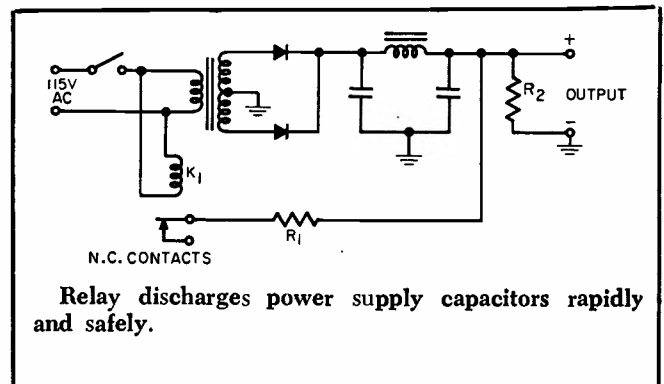 115V
AC
K1
N.C. CONTACTS
R1
+
R2
OUTPUT
−
Relay discharges power supply capacitors rapidly
and safely.